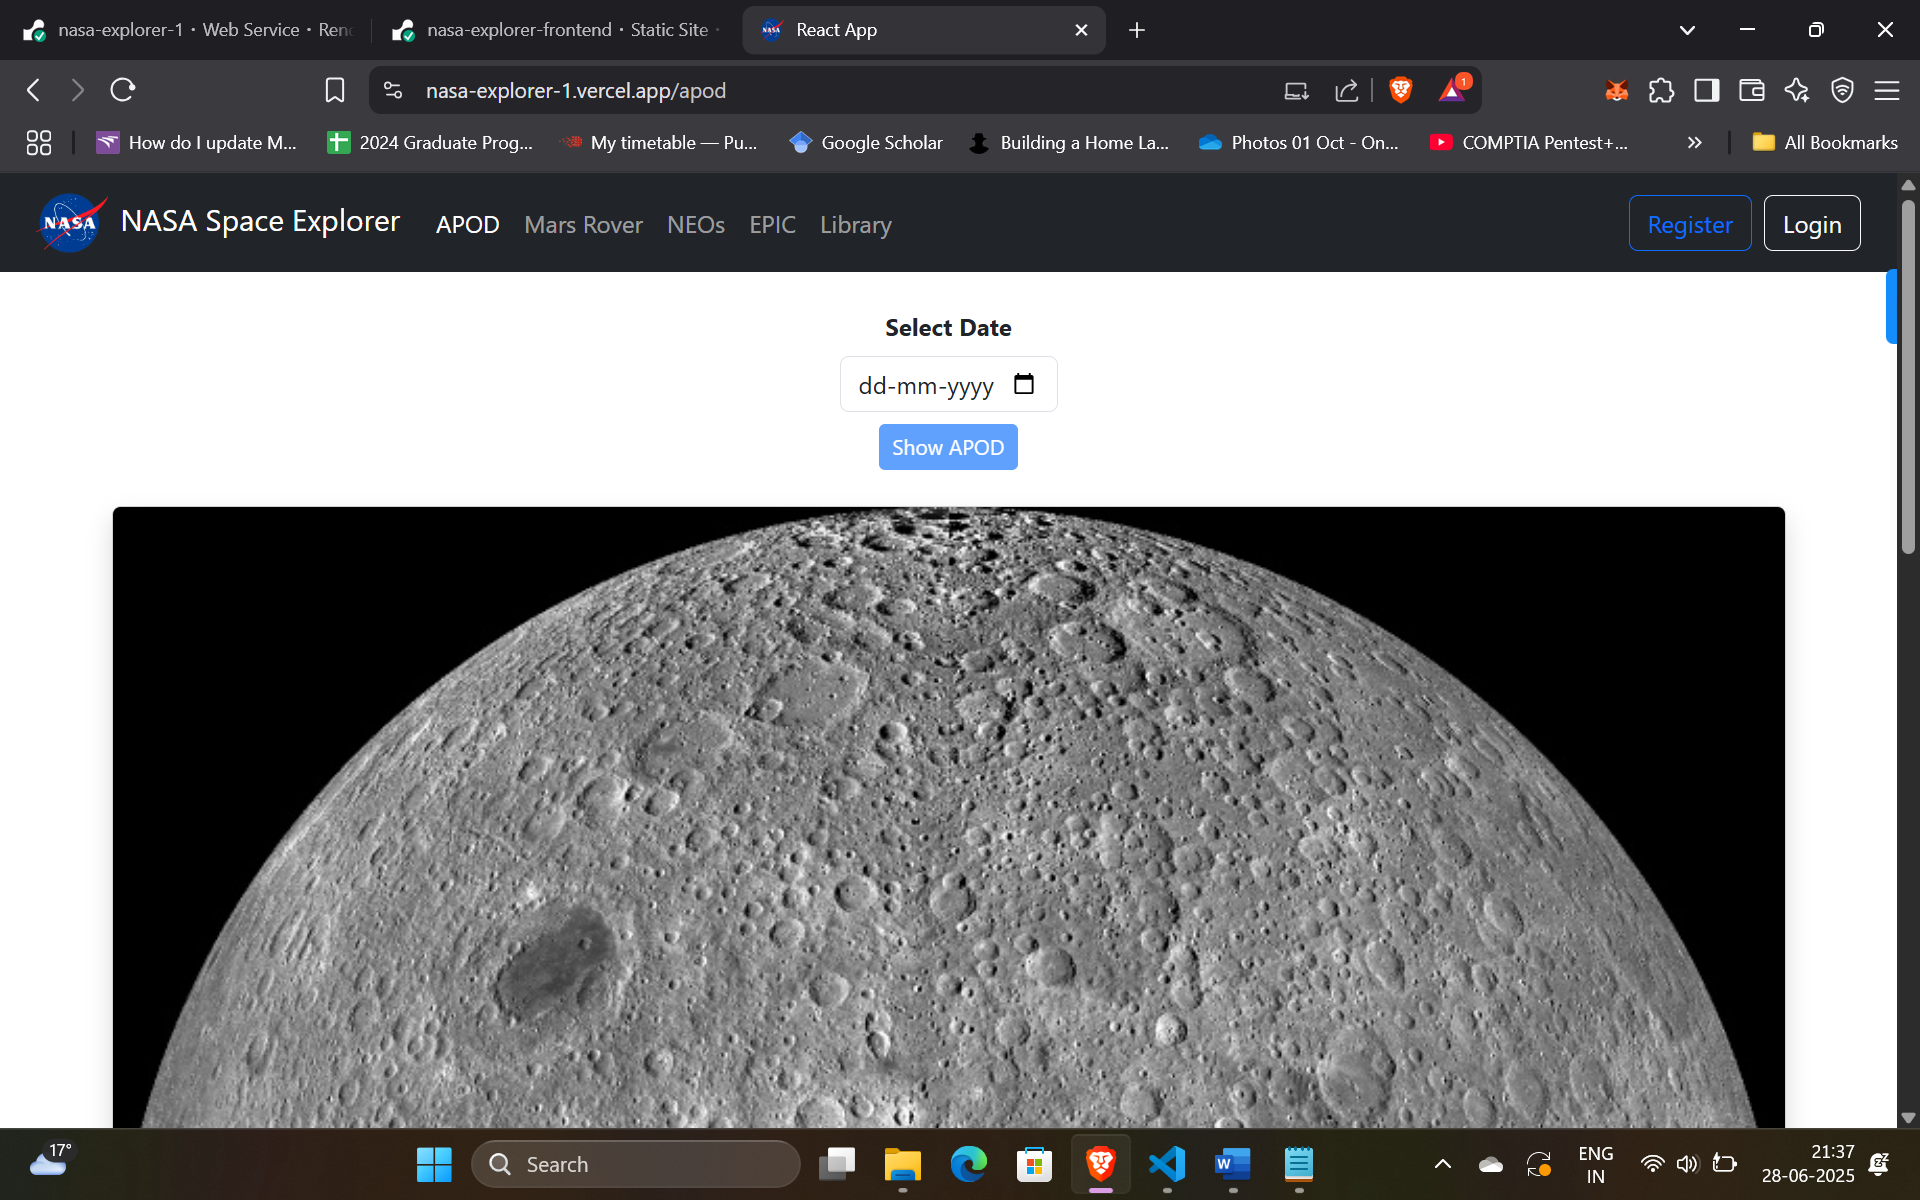 nasa-explorer-1 · Web Service · Ren
nasa-explorer-frontend · Static Site ·
React App
nasa-explorer-1.vercel.app/apod
1
How do I update M...
2024 Graduate Prog...
My timetable — Pu...
Google Scholar
Building a Home La...
Photos 01 Oct - On...
COMPTIA Pentest+...
All Bookmarks
NASA
NASA Space Explorer
APOD
Mars Rover
NEOs
EPIC
Library
Register
Login
Select Date
dd-mm-yyyy
Show APOD
17°
Search
W
ENG
IN
21:37
28-06-2025